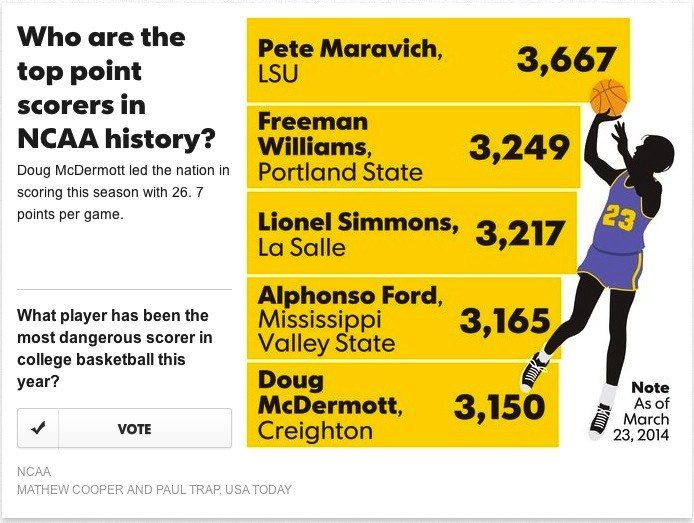 Who are the
top point
scorers in
NCAA history?
Doug McDermott led the nation in
scoring this season with 26. 7
points per game.
What player has been the
most dangerous scorer in
college basketball this
year?
VOTE
Pete Maravich,
LSU
3,667
Freeman
Williams,
Portland State
3,249
Lionel Simmons,
La Salle
3,217
Alphonso Ford,
Mississippi
Valley State
3,165
Doug
McDermott,
Creighton
3,150
23
Note
As of
March
23, 2014
NCAA
MATHEW COOPER AND PAUL TRAP, USA TODAY